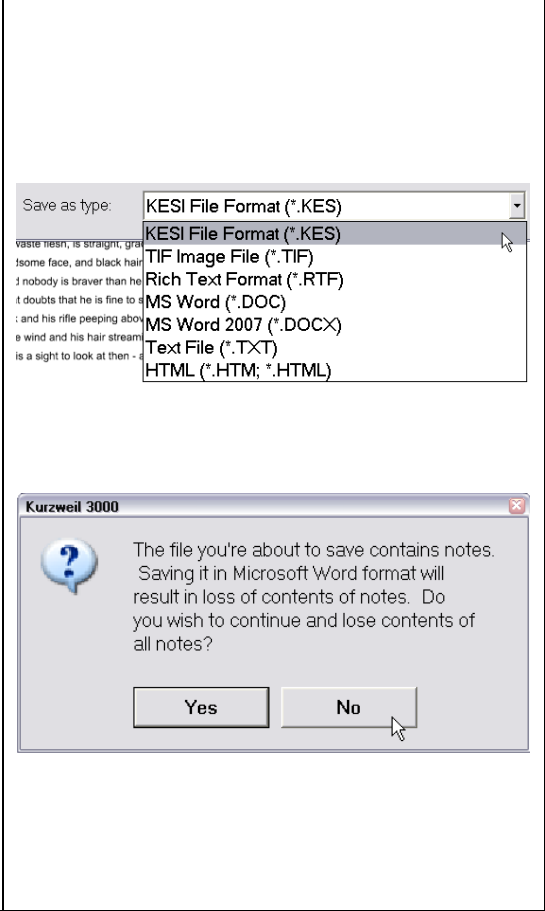 Save as type:
KESI File Format (*.KES)
KESI File Format (*.KES)
TIF Image File (*.TIF)
Rich Text Format (*.RTF)
MS Word (*.DOC)
MS Word 2007 (*.DOCX)
Text File (*.TXT)
HTML (*.HTM; *.HTML)
waste flesh, is straight,
face, and black hair
nobody is braver than he
doubts that he is fine to
and his rifle peeping
wind and his hair
is a sight to look at then -
Kurzweil 3000
The file you're about to save contains notes.
Saving it in Microsoft Word format will
result in loss of contents of notes. Do
you wish to continue and lose contents of
all notes?
Yes
No